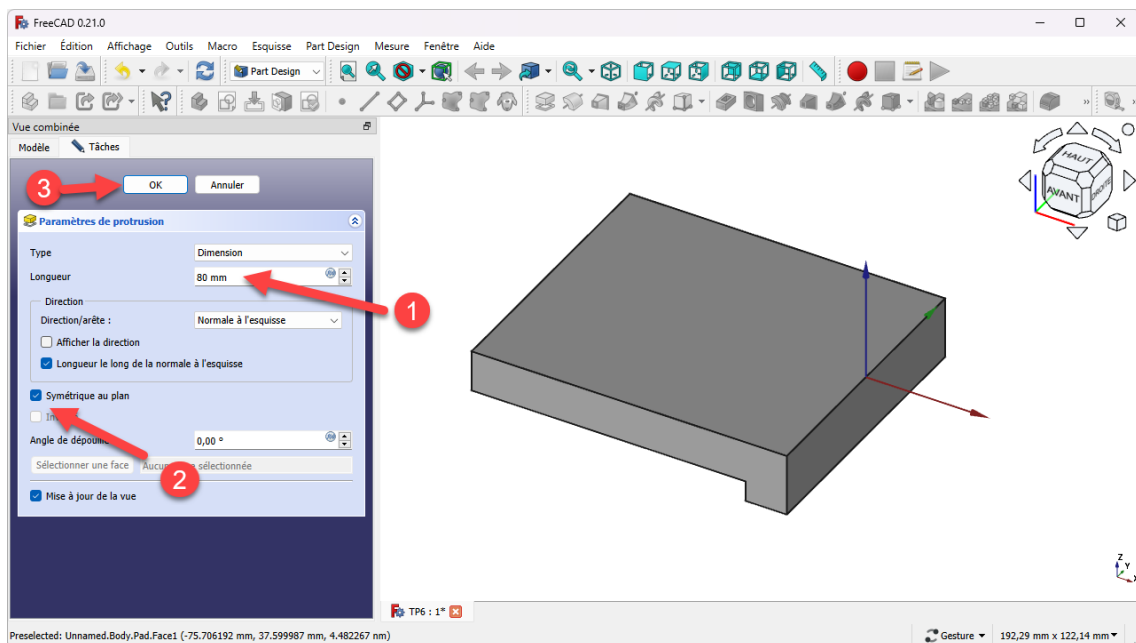 FreeCAD 0.21.0
Fichier Édition Affichage Outils Macro Esquisse Part Design Mesure Fenêtre Aide
Part Design
Vue combinée
Modèle Tâches
3 OK Annuler
Paramètres de protrusion
Type Dimension
Longueur 80 mm
1
Direction
Direction/arête : Normale à l'esquisse
Afficher la direction
Longueur le long de la normale à l'esquisse
Symétrique au plan
Angle de dépouille 0,00 °
Sélectionner une face sélectionnée
2
Mise à jour de la vue
HAUT
AVANT DROITE
Z
Y
X
TP6 : 1*
Preselected: Unnamed.Body.Pad.Face1 (-75.706192 mm, 37.599987 mm, 4.482267 nm)
Gesture 192,29 mm x 122,14 mm